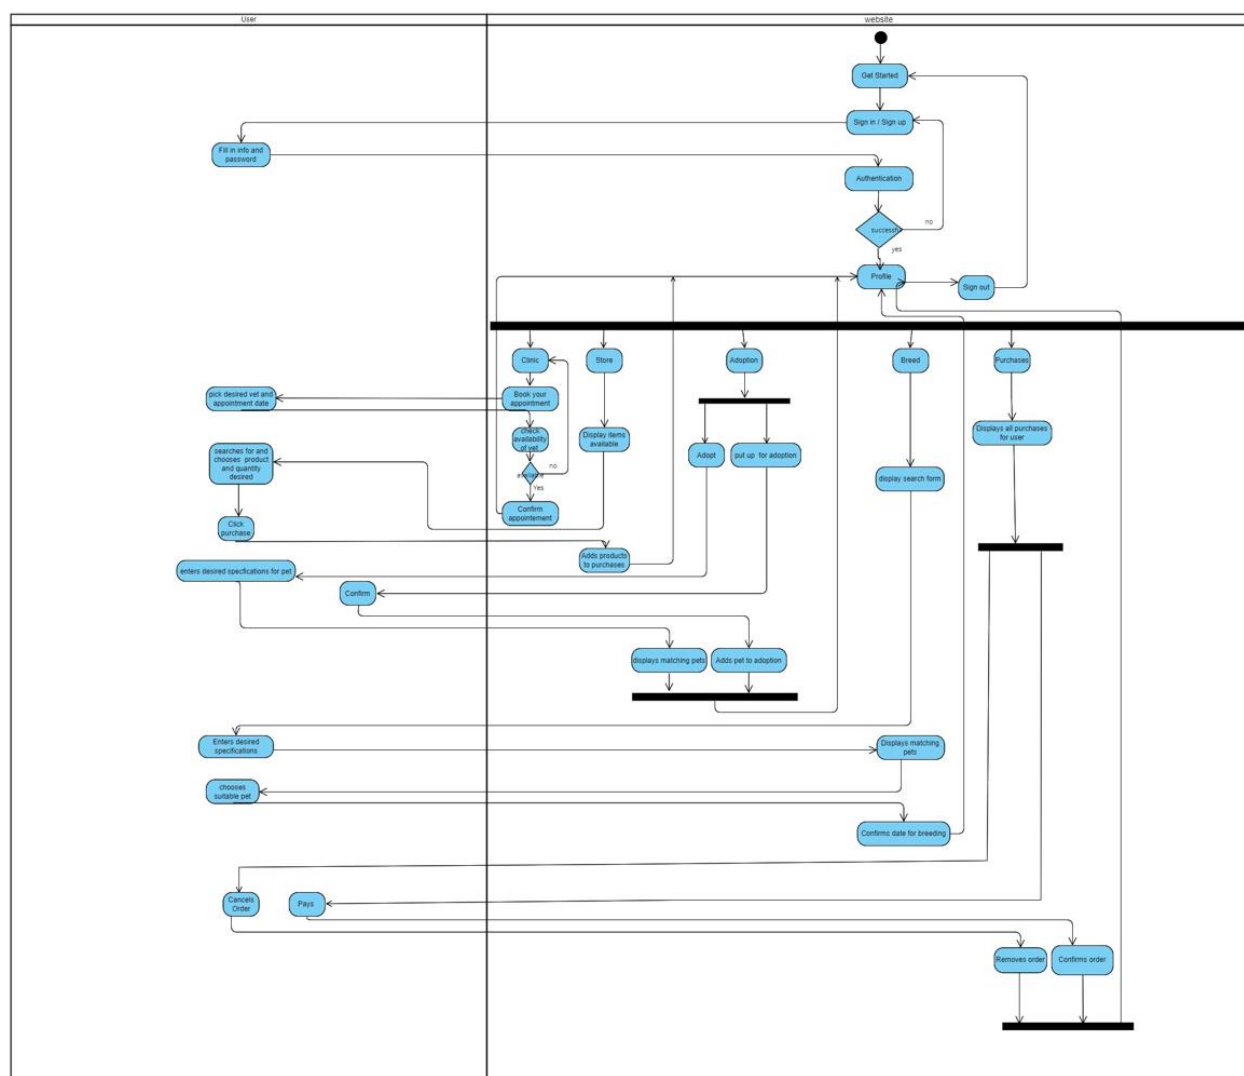 User
website
Get Started
Sign in / Sign up
Fill in info and
password
Authentication
successful
no
yes
Profile
Sign out
Clinic
Store
Adoption
Breed
Purchases
pick desired vet and
appointment date
Book your
appointment
check
availability
of vet
no
available
Yes
Confirm
appointement
searches for and
chooses product
and quantity
desired
Display items
available
Adopt
put up for adoption
display search form
Displays all purchases
for user
Click
purchase
Adds products
to purchases
enters desired specfications for pet
Confirm
displays matching pets
Adds pet to adoption
Enters desired
specifications
Displays matching
pets
chooses
suitable pet
Confirms date for breeding
Cancels
Order
Pays
Removes order
Confirms order